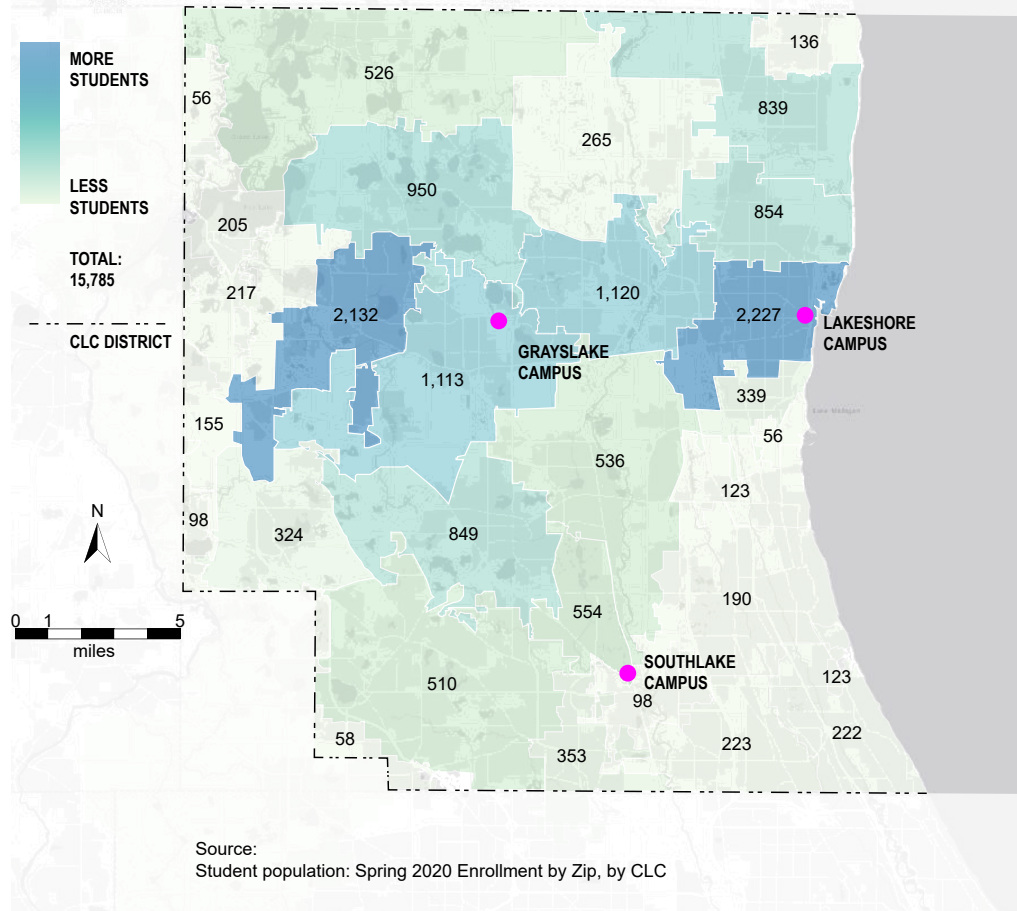 MORE
STUDENTS
LESS
STUDENTS
TOTAL:
15,785
CLC DISTRICT
136
526
56
839
265
950
854
205
217
1,120
2,132
2,227
LAKESHORE
CAMPUS
GRAYSLAKE
CAMPUS
1,113
339
155
56
536
123
98
324
849
N
190
554
0 1 5
miles
SOUTHLAKE
CAMPUS
510
98
123
58
353
223
222
Lake Michigan
Source:
Student population: Spring 2020 Enrollment by Zip, by CLC